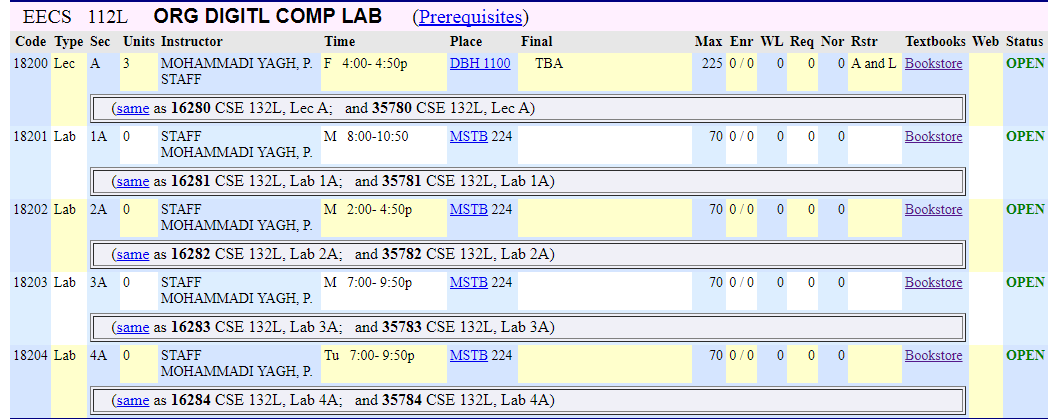 EECS 112L ORG DIGITL COMP LAB (Prerequisites)
Code Type Sec Units Instructor Time Place Final Max Enr WL Req Nor Rstr Textbooks Web Status
18200 Lec A 3 MOHAMMADI YAGH, P. F 4:00- 4:50p DBH 1100 TBA 225 0 / 0 0 0 0 A and L Bookstore OPEN
STAFF
(same as 16280 CSE 132L, Lec A; and 35780 CSE 132L, Lec A)
18201 Lab 1A 0 STAFF M 8:00-10:50 MSTB 224 70 0 / 0 0 0 0 Bookstore OPEN
MOHAMMADI YAGH, P.
(same as 16281 CSE 132L, Lab 1A; and 35781 CSE 132L, Lab 1A)
18202 Lab 2A 0 STAFF M 2:00- 4:50p MSTB 224 70 0 / 0 0 0 0 Bookstore OPEN
MOHAMMADI YAGH, P.
(same as 16282 CSE 132L, Lab 2A; and 35782 CSE 132L, Lab 2A)
18203 Lab 3A 0 STAFF M 7:00- 9:50p MSTB 224 70 0 / 0 0 0 0 Bookstore OPEN
MOHAMMADI YAGH, P.
(same as 16283 CSE 132L, Lab 3A; and 35783 CSE 132L, Lab 3A)
18204 Lab 4A 0 STAFF Tu 7:00- 9:50p MSTB 224 70 0 / 0 0 0 0 Bookstore OPEN
MOHAMMADI YAGH, P.
(same as 16284 CSE 132L, Lab 4A; and 35784 CSE 132L, Lab 4A)